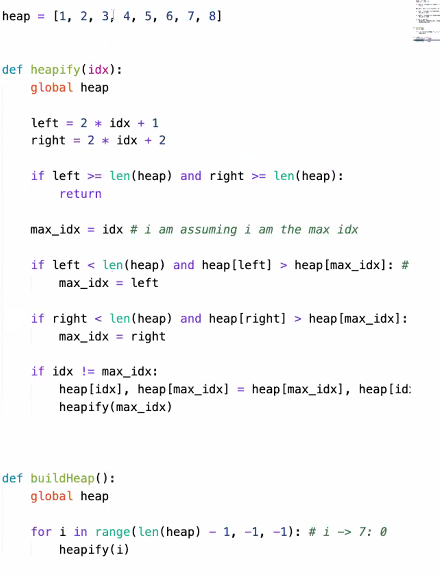 heap = [1, 2, 3, 4, 5, 6, 7, 8]
def heapify(idx):
global heap
left = 2 * idx + 1
right = 2 * idx + 2
if left >= len(heap) and right >= len(heap):
return
max_idx = idx # i am assuming i am the max idx
if left < len(heap) and heap[left] > heap[max_idx]: #
max_idx = left
if right < len(heap) and heap[right] > heap[max_idx]:
max_idx = right
if idx != max_idx:
heap[idx], heap[max_idx] = heap[max_idx], heap[id
heapify(max_idx)
def buildHeap():
global heap
for i in range(len(heap) - 1, -1, -1): # i -> 7: 0
heapify(i)